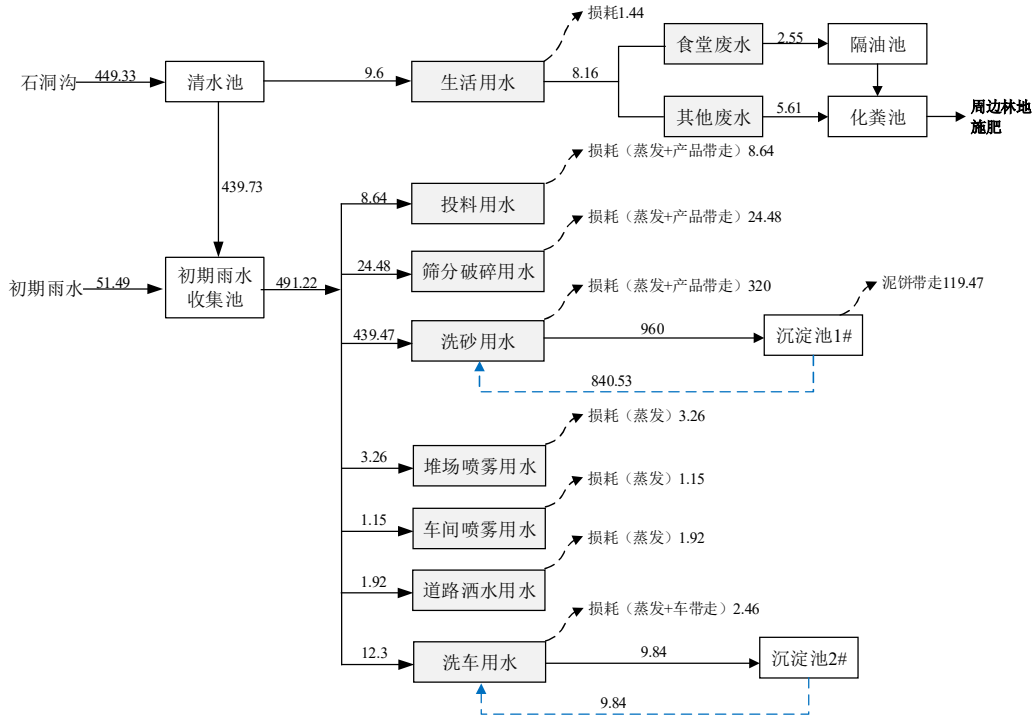 损耗1.44
石洞沟
449.33
清水池
9.6
生活用水
8.16
食堂废水
2.55
隔油池
其他废水
5.61
化粪池
周边林地
施肥
439.73
初期雨水
51.49
初期雨水
收集池
491.22
8.64
投料用水
损耗（蒸发+产品带走）8.64
24.48
筛分破碎用水
损耗（蒸发+产品带走）24.48
439.47
洗砂用水
损耗（蒸发+产品带走）320
960
沉淀池1#
泥饼带走119.47
840.53
3.26
堆场喷雾用水
损耗（蒸发）3.26
1.15
车间喷雾用水
损耗（蒸发）1.15
1.92
道路洒水用水
损耗（蒸发）1.92
12.3
洗车用水
损耗（蒸发+车带走）2.46
9.84
沉淀池2#
9.84